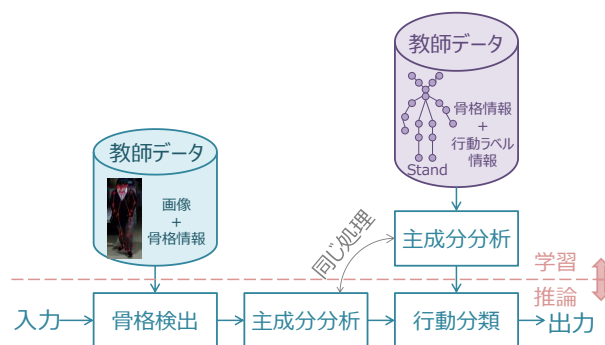 教師データ
骨格情報
+
行動ラベル
情報
Stand
教師データ
画像
+
骨格情報
同じ処理
主成分分析
学習
推論
入力
骨格検出
主成分分析
行動分類
出力